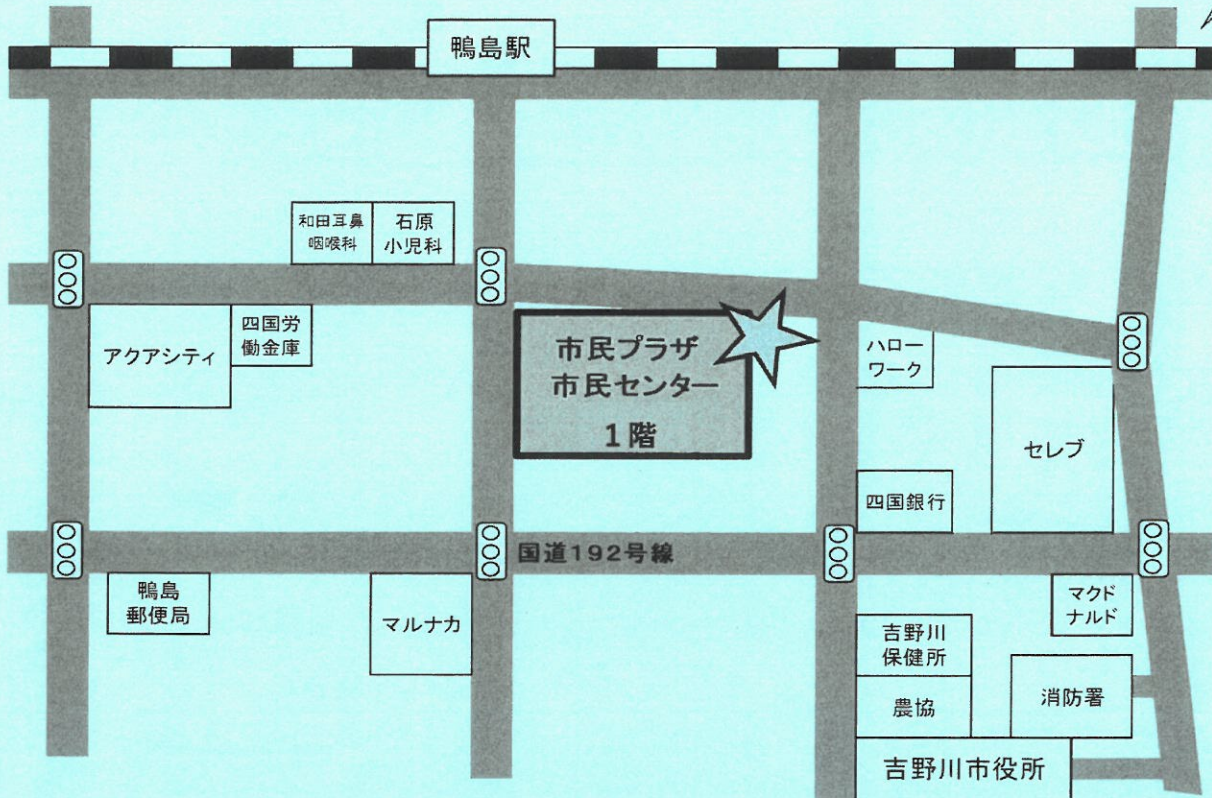 鴨島駅
和田耳鼻
咽喉科
石原
小児科
アクアシティ
四国労
働金庫
市民プラザ
市民センター
1階
ハロー
ワーク
セレブ
四国銀行
国道192号線
鴨島
郵便局
マルナカ
マクド
ナルド
吉野川
保健所
農協
消防署
吉野川市役所